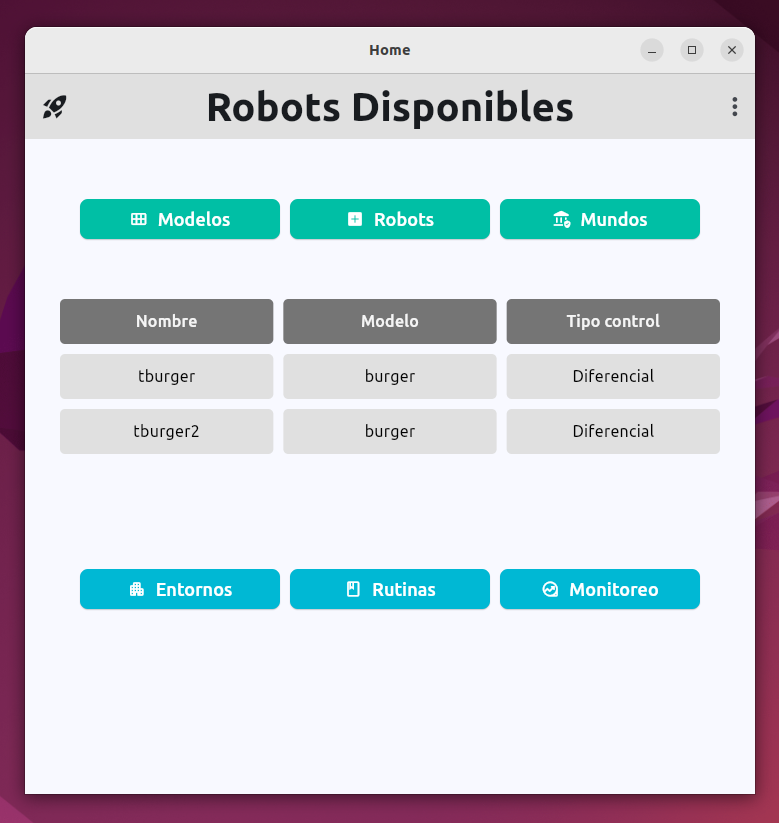 Home
Robots Disponibles
Modelos Robots Mundos
Nombre Modelo Tipo control
tburger burger Diferencial
tburger2 burger Diferencial
Entornos Rutinas Monitoreo